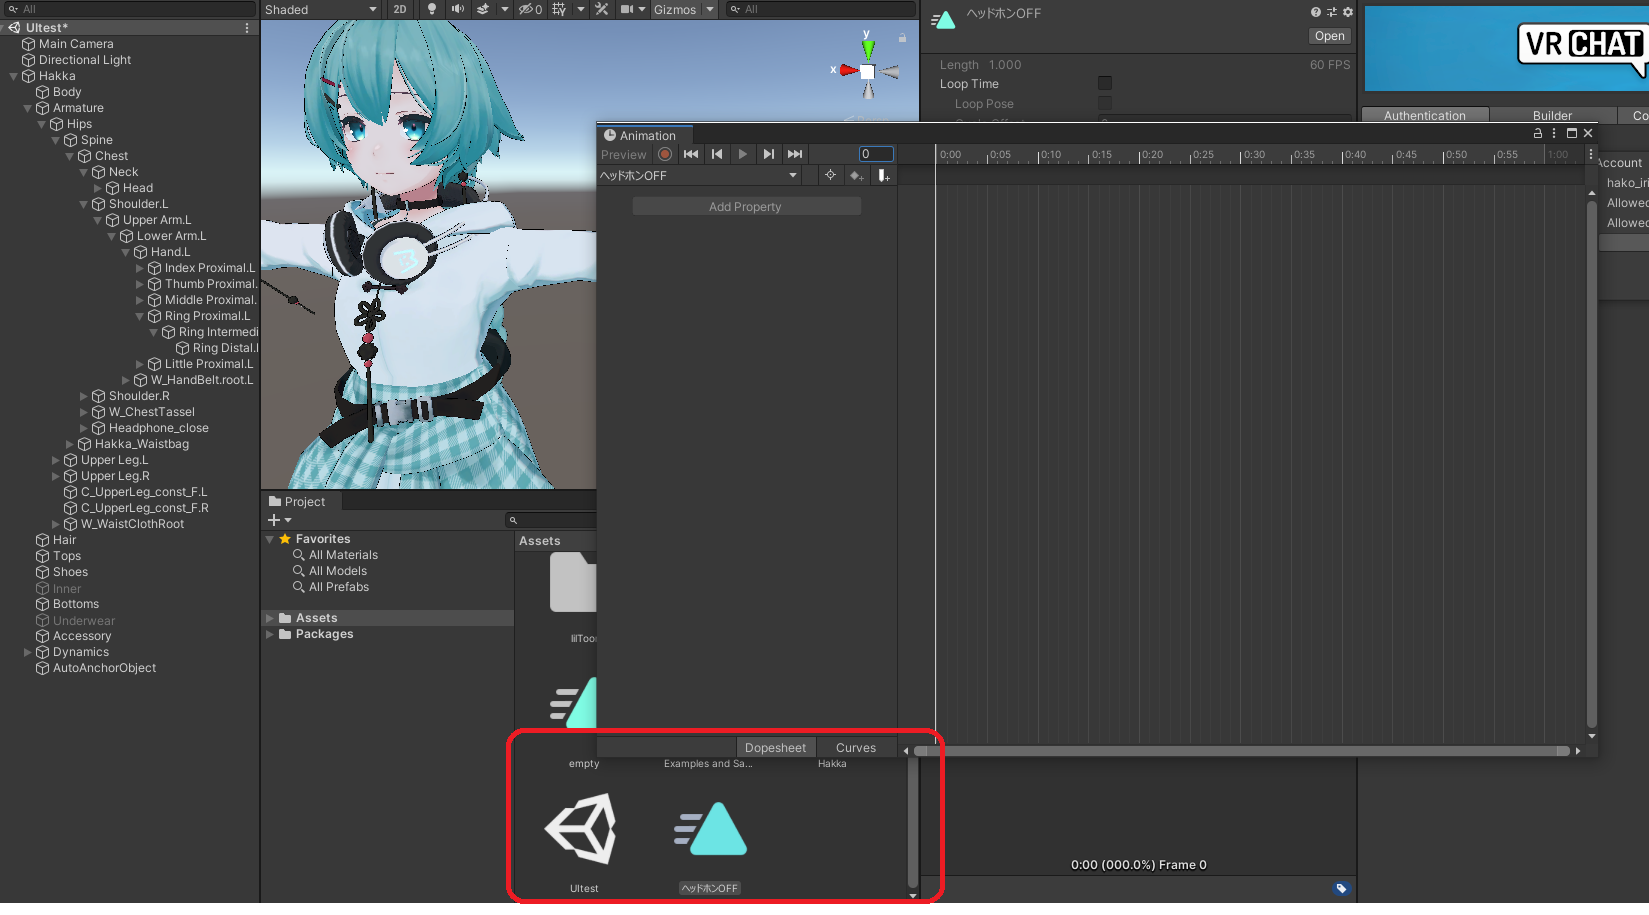 All
UItest*
Main Camera
Directional Light
Hakka
Body
Armature
Hips
Spine
Chest
Neck
Head
Shoulder.L
Upper Arm.L
Lower Arm.L
Hand.L
Index Proximal.L
Thumb Proximal.
Middle Proximal.
Ring Proximal.L
Ring Intermedi
Ring Distal.
Little Proximal.L
W_HandBelt.root.L
Shoulder.R
W_ChestTassel
Headphone_close
Hakka_Waistbag
Upper Leg.L
Upper Leg.R
C_UpperLeg_const_F.L
C_UpperLeg_const_F.R
W_WaistClothRoot
Hair
Tops
Shoes
Inner
Bottoms
Underwear
Accessory
Dynamics
AutoAnchorObject
Shaded 2D 0 Gizmos All
y
x
ヘッドホンOFF
Open
Length 1.000 60 FPS
Loop Time
Loop Pose
VRCHAT
Authentication Builder Co
Account
hako_iri
Allowed
Allowed
Animation
Preview 0
0:00 0:05 0:10 0:15 0:20 0:25 0:30 0:35 0:40 0:45 0:50 0:55 1:00
ヘッドホンOFF
Add Property
Dopesheet Curves
Project
Favorites
All Materials
All Models
All Prefabs
Assets
Packages
Assets
lilToon
empty Examples and Sa... Hakka
UItest ヘッドホンOFF
0:00 (000.0%) Frame 0